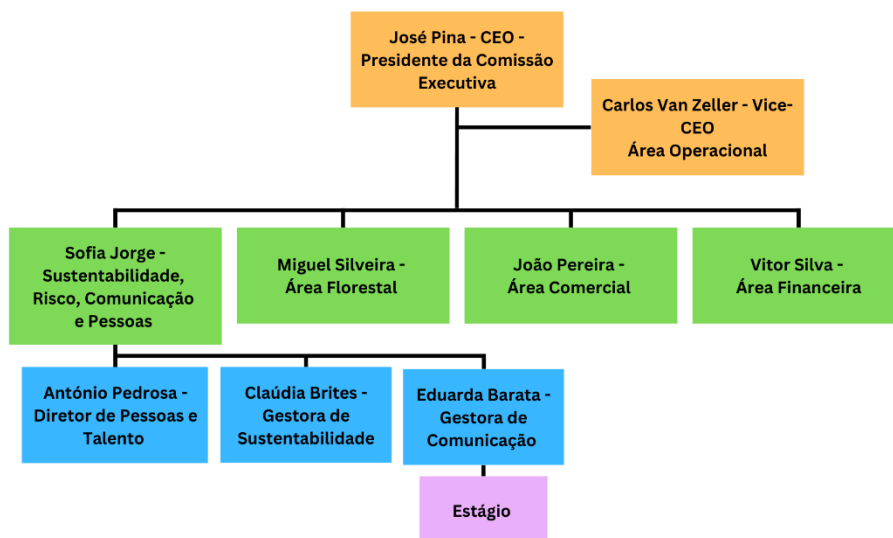 José Pina - CEO -
Presidente da Comissão
Executiva
Carlos Van Zeller - Vice-
CEO
Área Operacional
Sofia Jorge -
Sustentabilidade,
Risco, Comunicação
e Pessoas
Miguel Silveira -
Área Florestal
João Pereira -
Área Comercial
Vitor Silva -
Área Financeira
António Pedrosa -
Diretor de Pessoas e
Talento
Claúdia Brites -
Gestora de
Sustentabilidade
Eduarda Barata -
Gestora de
Comunicação
Estágio